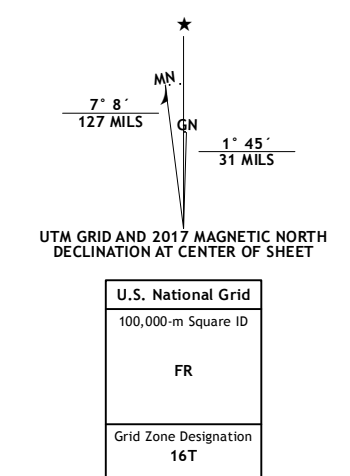 ★
MN
7° 8´
127 MILS
GN
1° 45´
31 MILS
UTM GRID AND 2017 MAGNETIC NORTH
DECLINATION AT CENTER OF SHEET
U.S. National Grid
100,000-m Square ID
FR
Grid Zone Designation
16T